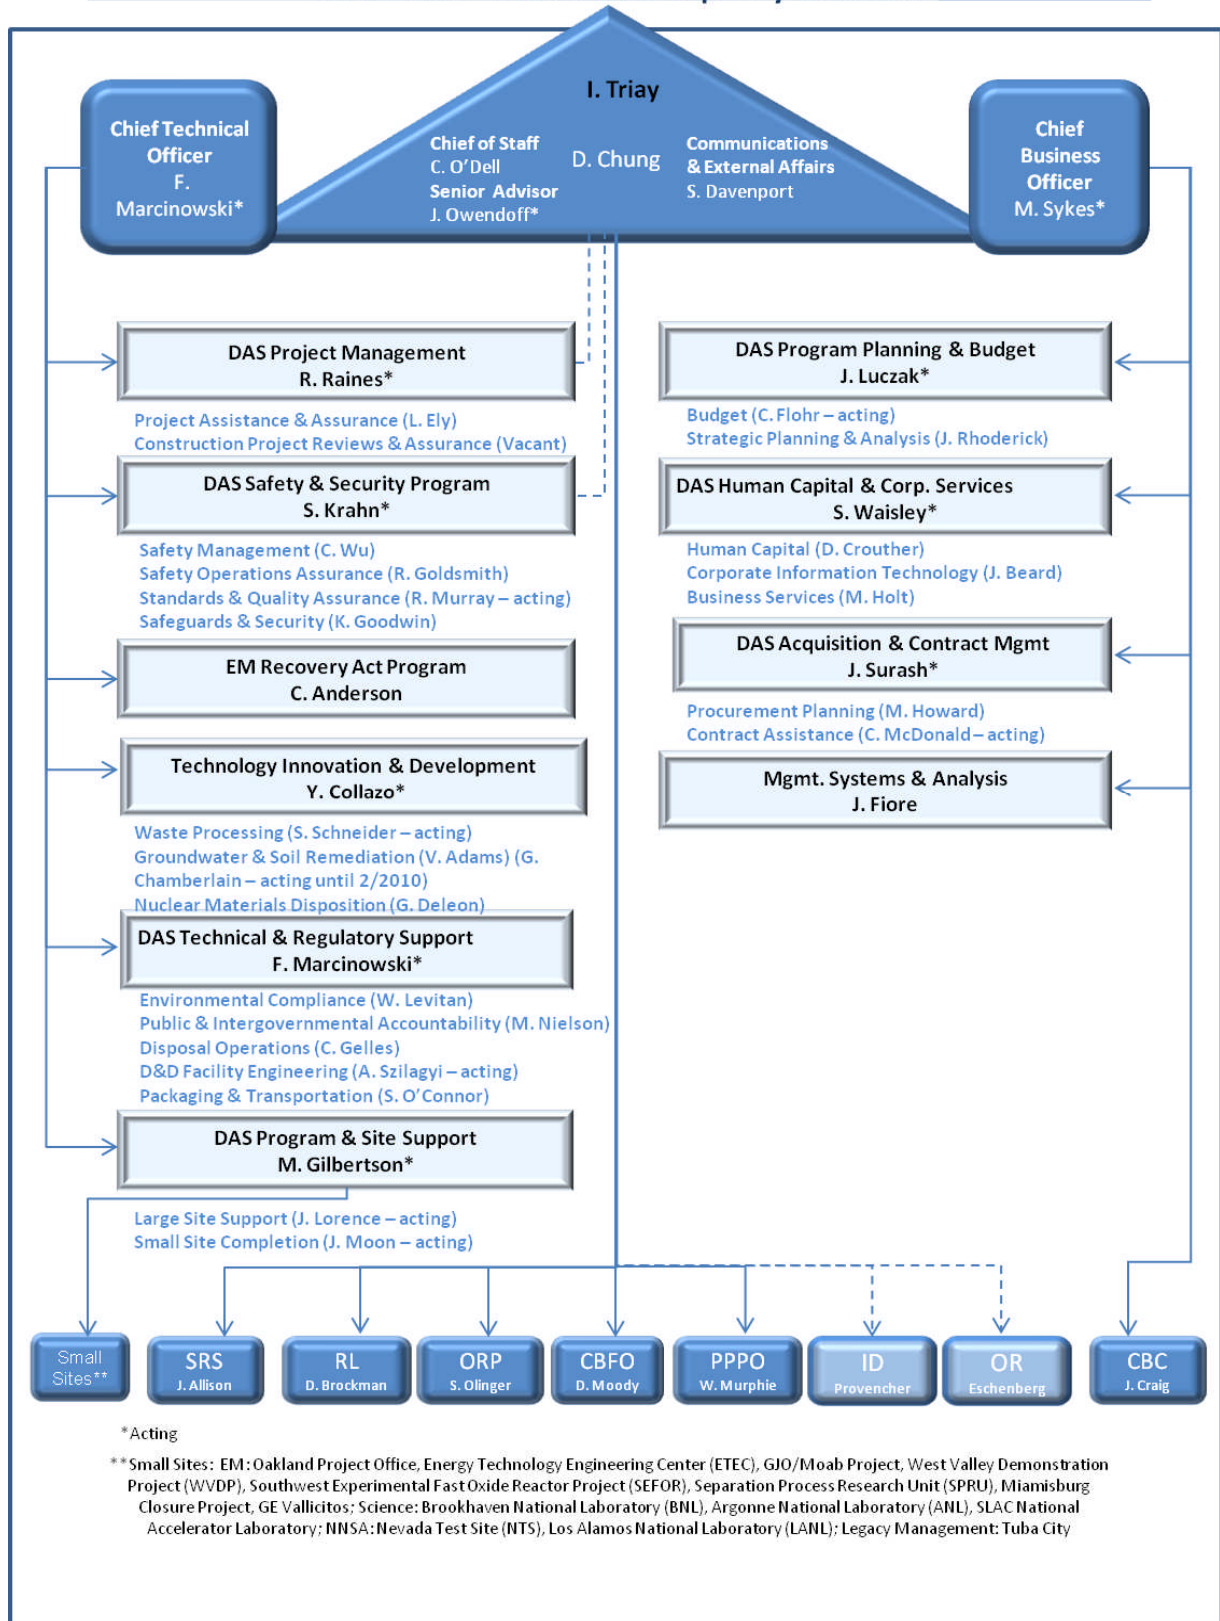 I. Triay
Chief Technical
Officer
F.
Marcinowski*
Chief of Staff
C. O'Dell
Senior Advisor
J. Owendoff*
D. Chung
Communications
& External Affairs
S. Davenport
Chief
Business
Officer
M. Sykes*
DAS Project Management
R. Raines*
Project Assistance & Assurance (L. Ely)
Construction Project Reviews & Assurance (Vacant)
DAS Safety & Security Program
S. Krahn*
Safety Management (C. Wu)
Safety Operations Assurance (R. Goldsmith)
Standards & Quality Assurance (R. Murray – acting)
Safeguards & Security (K. Goodwin)
EM Recovery Act Program
C. Anderson
Technology Innovation & Development
Y. Collazo*
Waste Processing (S. Schneider – acting)
Groundwater & Soil Remediation (V. Adams) (G.
Chamberlain – acting until 2/2010)
Nuclear Materials Disposition (G. Deleon)
DAS Technical & Regulatory Support
F. Marcinowski*
Environmental Compliance (W. Levitan)
Public & Intergovernmental Accountability (M. Nielson)
Disposal Operations (C. Gelles)
D&D Facility Engineering (A. Szilagyi – acting)
Packaging & Transportation (S. O'Connor)
DAS Program & Site Support
M. Gilbertson*
Large Site Support (J. Lorence – acting)
Small Site Completion (J. Moon – acting)
DAS Program Planning & Budget
J. Luczak*
Budget (C. Flohr – acting)
Strategic Planning & Analysis (J. Rhoderick)
DAS Human Capital & Corp. Services
S. Waisley*
Human Capital (D. Crouther)
Corporate Information Technology (J. Beard)
Business Services (M. Holt)
DAS Acquisition & Contract Mgmt
J. Surash*
Procurement Planning (M. Howard)
Contract Assistance (C. McDonald – acting)
Mgmt. Systems & Analysis
J. Fiore
Small
Sites**
SRS
J. Allison
RL
D. Brockman
ORP
S. Olinger
CBFO
D. Moody
PPPO
W. Murphie
ID
Provencher
OR
Eschenberg
CBC
J. Craig
*Acting
**Small Sites: EM: Oakland Project Office, Energy Technology Engineering Center (ETEC), GJO/Moab Project, West Valley Demonstration
Project (WVDP), Southwest Experimental Fast Oxide Reactor Project (SEFOR), Separation Process Research Unit (SPRU), Miamisburg
Closure Project, GE Vallicitos; Science: Brookhaven National Laboratory (BNL), Argonne National Laboratory (ANL), SLAC National
Accelerator Laboratory; NNSA: Nevada Test Site (NTS), Los Alamos National Laboratory (LANL); Legacy Management: Tuba City